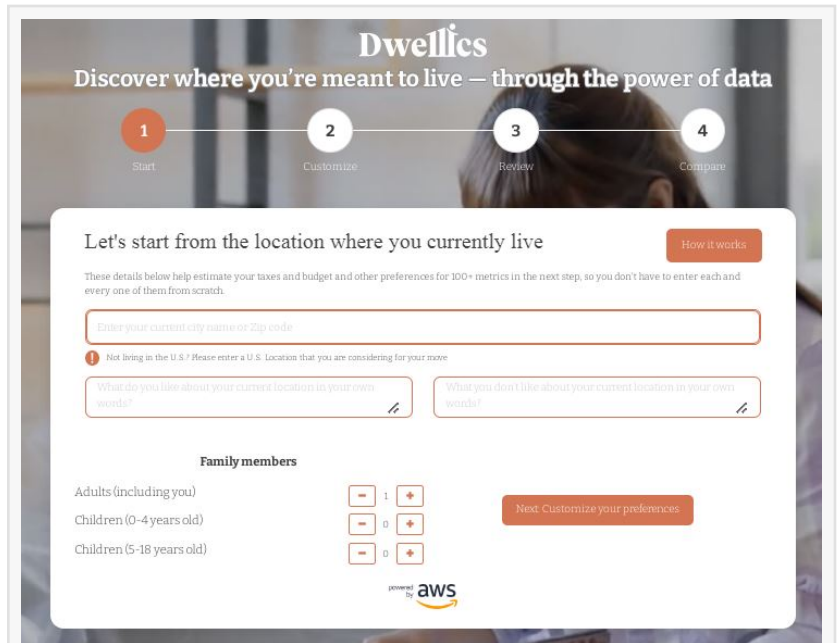 Dwellics
Discover where you’re meant to live — through the power of data
1
2
3
4
Start
Customize
Review
Compare
Let's start from the location where you currently live
How it works
These details below help estimate your taxes and budget and other preferences for 100+ metrics in the next step, so you don't have to enter each and
every one of them from scratch.
Enter your current city name or Zip code
Not living in the U.S.? Please enter a U.S. Location that you are considering for your move
What do you like about your current location in your own
words?
What you don't like about your current location in your own
words?
Family members
Adults (including you)
1
Children (0-4 years old)
0
Next: Customize your preferences
Children (5-18 years old)
0
powered
by aws